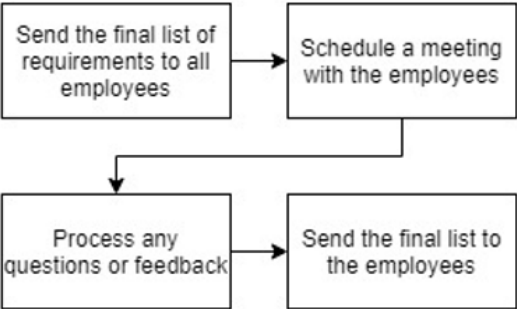 Send the final list of
requirements to all
employees
Schedule a meeting
with the employees
Process any
questions or feedback
Send the final list to
the employees